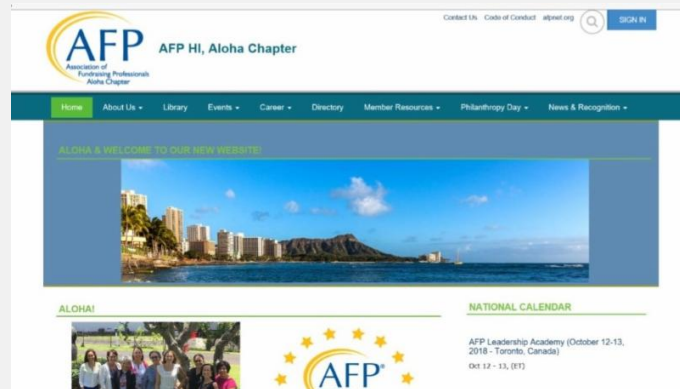 Contact Us Code of Conduct afpnet.org
SIGN IN
AFP
Association of
Fundraising Professionals
Aloha Chapter
AFP HI, Aloha Chapter
Home About Us Library Events Career Directory Member Resources Philanthropy Day News & Recognition
ALOHA & WELCOME TO OUR NEW WEBSITE!
ALOHA!
NATIONAL CALENDAR
AFP Leadership Academy (October 12-13,
2018 - Toronto, Canada)
Oct 12 - 13, (ET)
AFP®